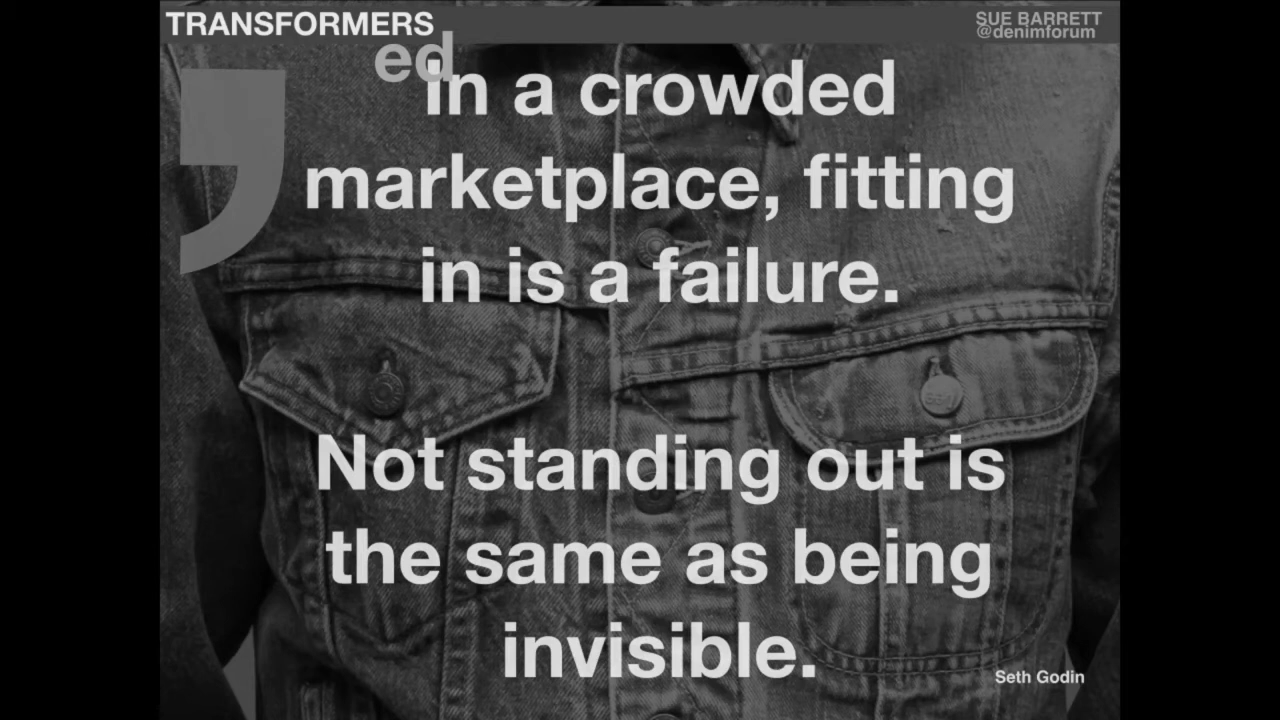 TRANSFORMERS
ed
SUE BARRETT
@denimforum
,
In a crowded
marketplace, fitting
in is a failure.
Not standing out is
the same as being
invisible.
Seth Godin